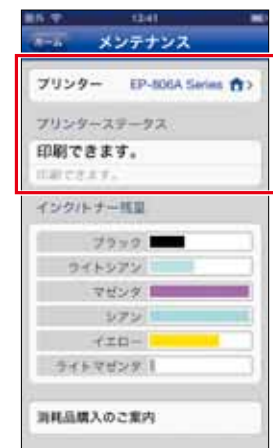 圏外 12:41
ホーム メンテナンス
プリンター EP-806A Series >
プリンターステータス
印刷できます。
印刷できます。
インク/トナー残量
ブラック
ライトシアン
マゼンタ
シアン
イエロー
ライトマゼンタ
消耗品購入のご案内